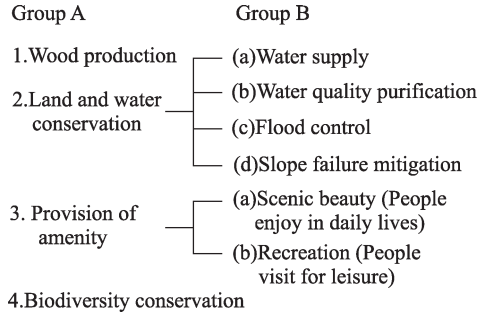 Group A
Group B
1.Wood production
2.Land and water
conservation
(a)Water supply
(b)Water quality purification
(c)Flood control
(d)Slope failure mitigation
3. Provision of
amenity
(a)Scenic beauty (People
enjoy in daily lives)
(b)Recreation (People
visit for leisure)
4.Biodiversity conservation